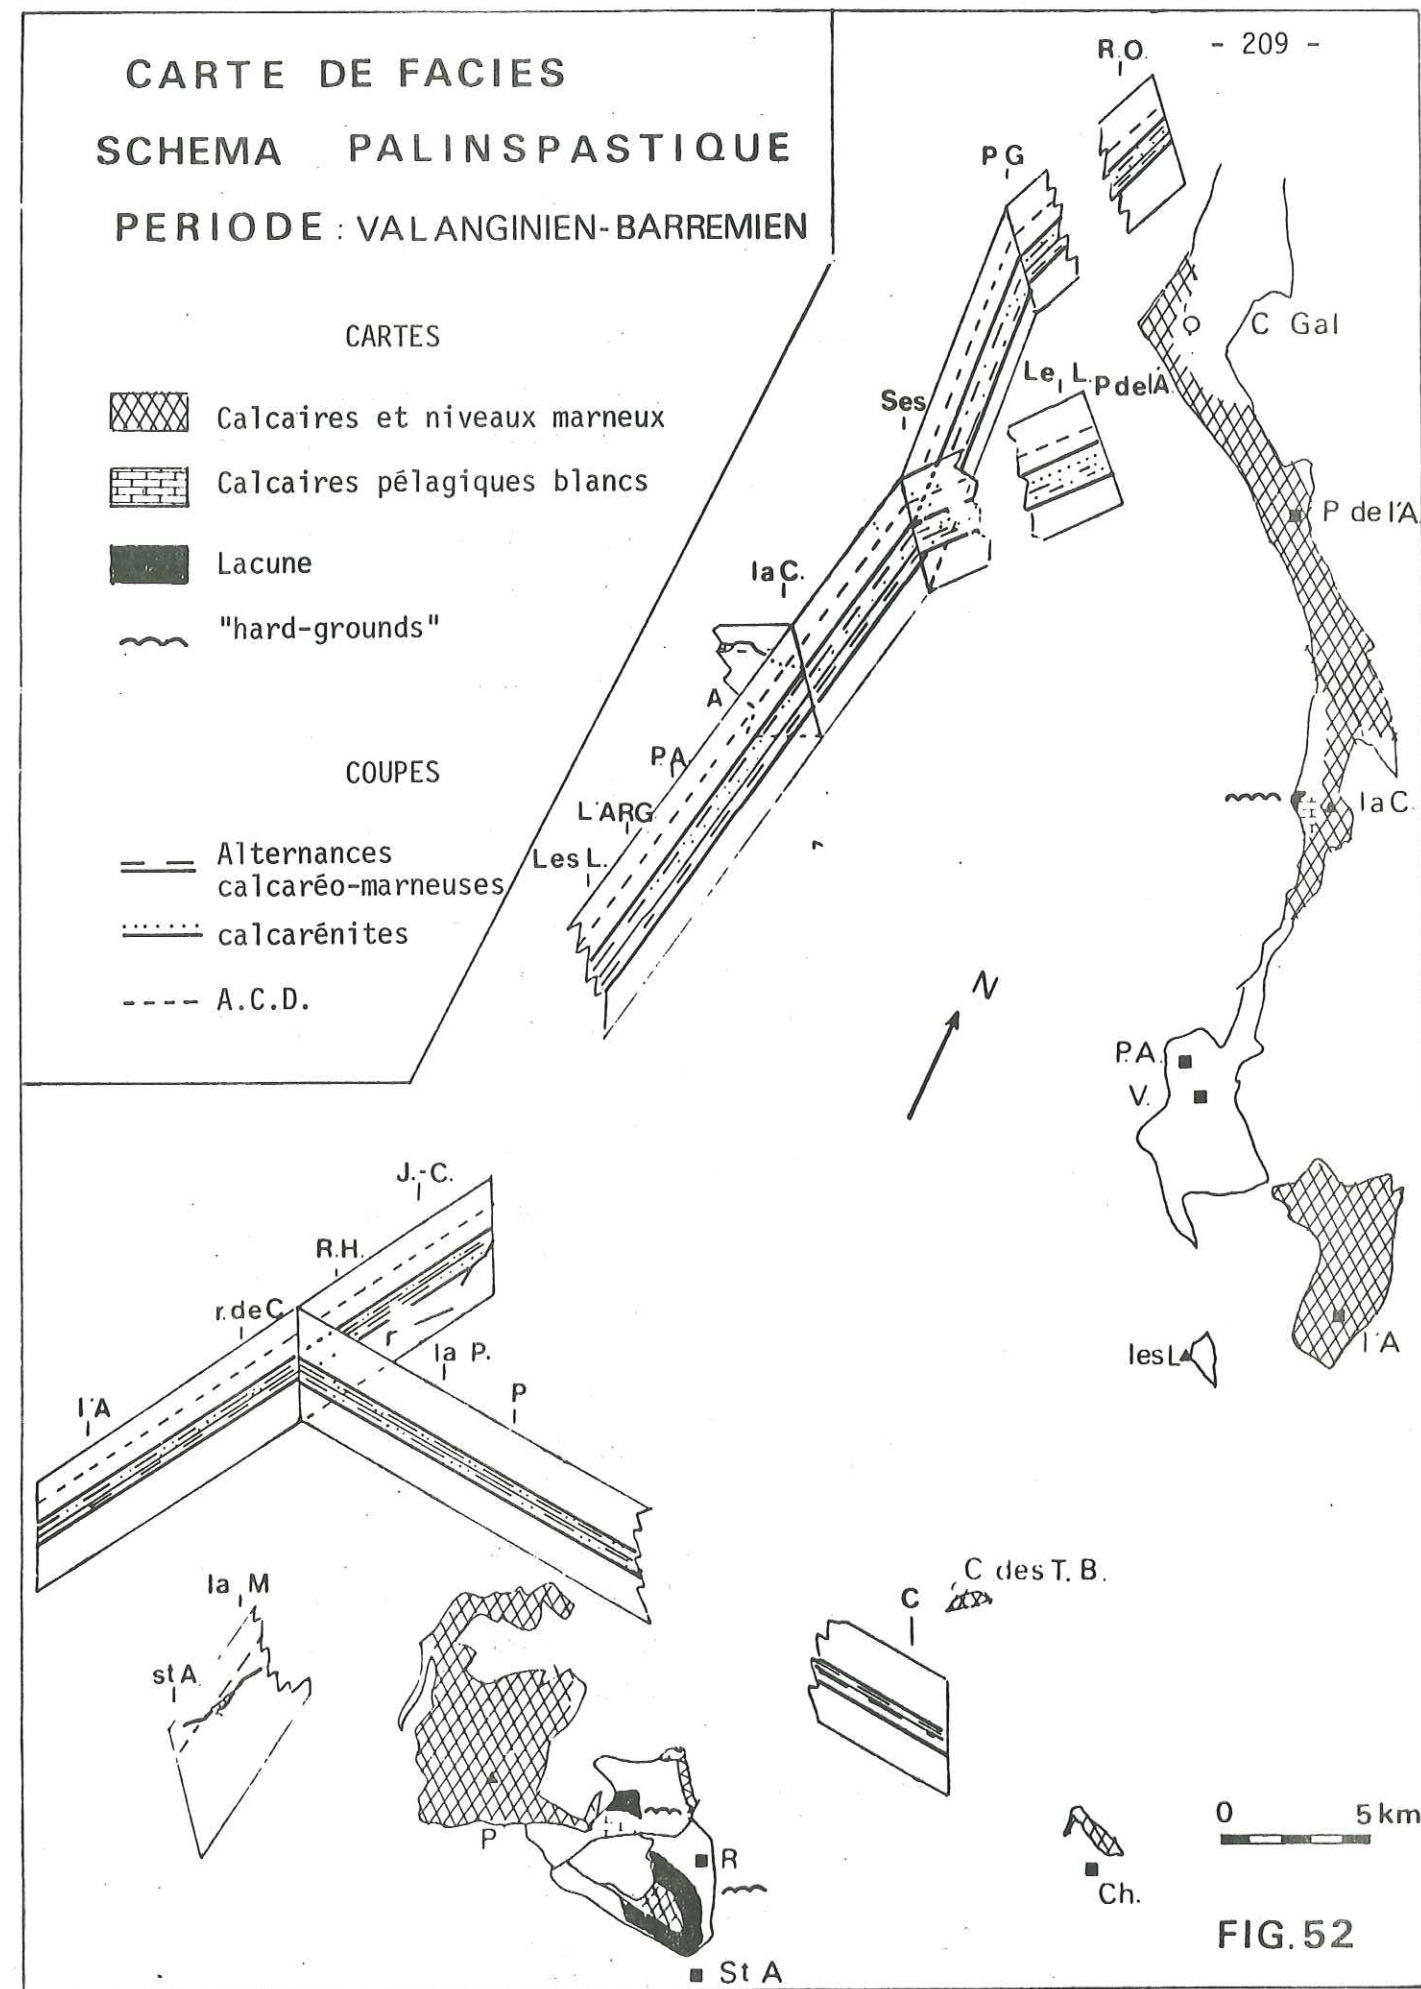 - 209 -
CARTE DE FACIES
SCHEMA PALINSPASTIQUE
PERIODE : VALANGINIEN-BARREMIEN
CARTES
Calcaires et niveaux marneux
Calcaires pélagiques blancs
Lacune
"hard-grounds"
COUPES
Alternances
calcaréo-marneuses
calcarénites
A.C.D.
R.O.
P G
C Gal
Le L.
P de l'A.
Ses
P de l'A
la C.
A
P.A.
la C.
L'ARG
Les L.
N
P.A.
V.
J.-C.
R.H.
r. de C
la P.
les L
l'A
P
l'A
C des T. B.
la M
C
st A
0 5 km
P
R
Ch.
FIG. 52
St A